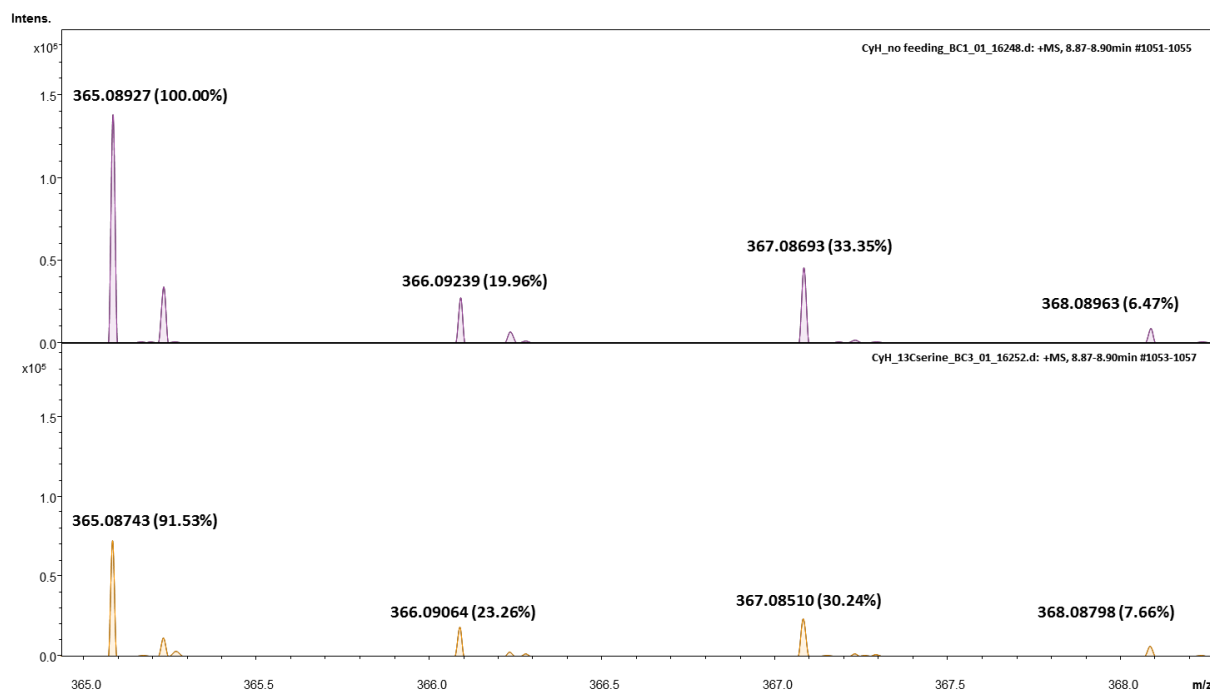 Intens.
x10⁵
CyH_no feeding_BC1_01_16248.d: +MS, 8.87-8.90min #1051-1055
1.5
365.08927 (100.00%)
1.0
0.5
366.09239 (19.96%)
367.08693 (33.35%)
368.08963 (6.47%)
0.0
x10⁵
CyH_13Cserine_BC3_01_16252.d: +MS, 8.87-8.90min #1053-1057
1.5
1.0
365.08743 (91.53%)
0.5
366.09064 (23.26%)
367.08510 (30.24%)
368.08798 (7.66%)
0.0
365.0 365.5 366.0 366.5 367.0 367.5 368.0 m/z